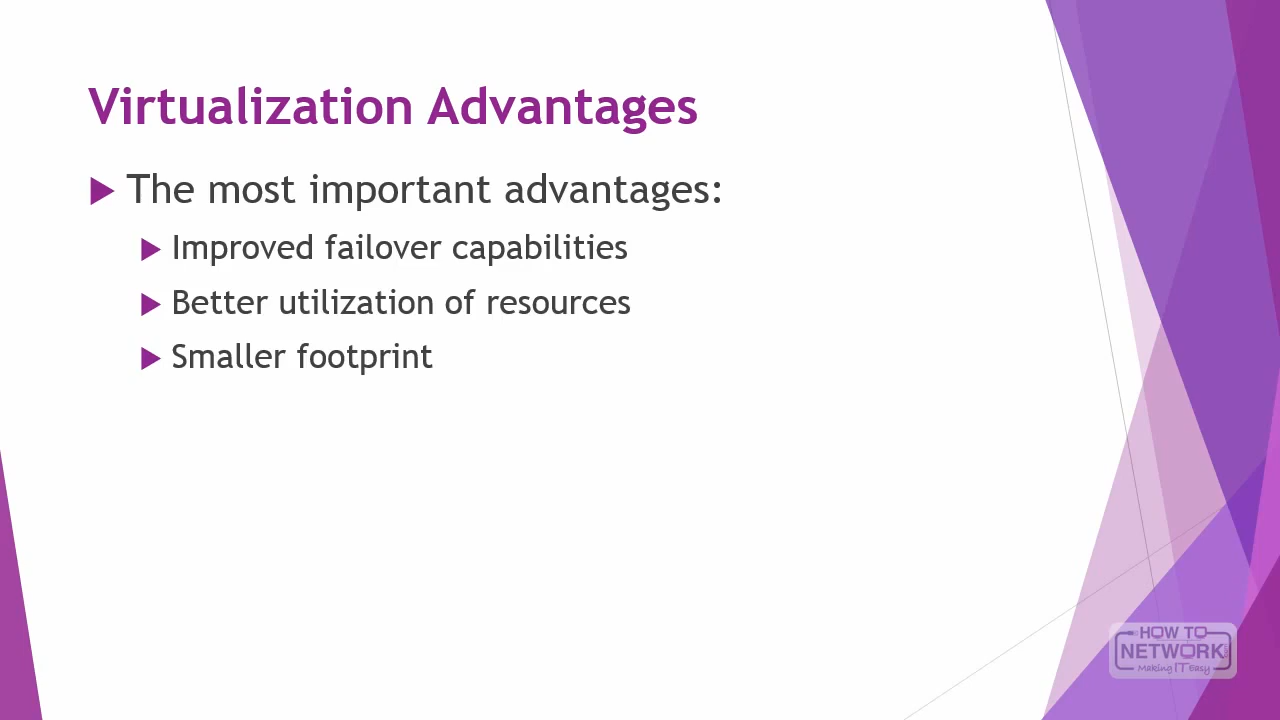 Virtualization Advantages
The most important advantages:
Improved failover capabilities
Better utilization of resources
Smaller footprint
HOW TO
NETWORK
Making IT Easy